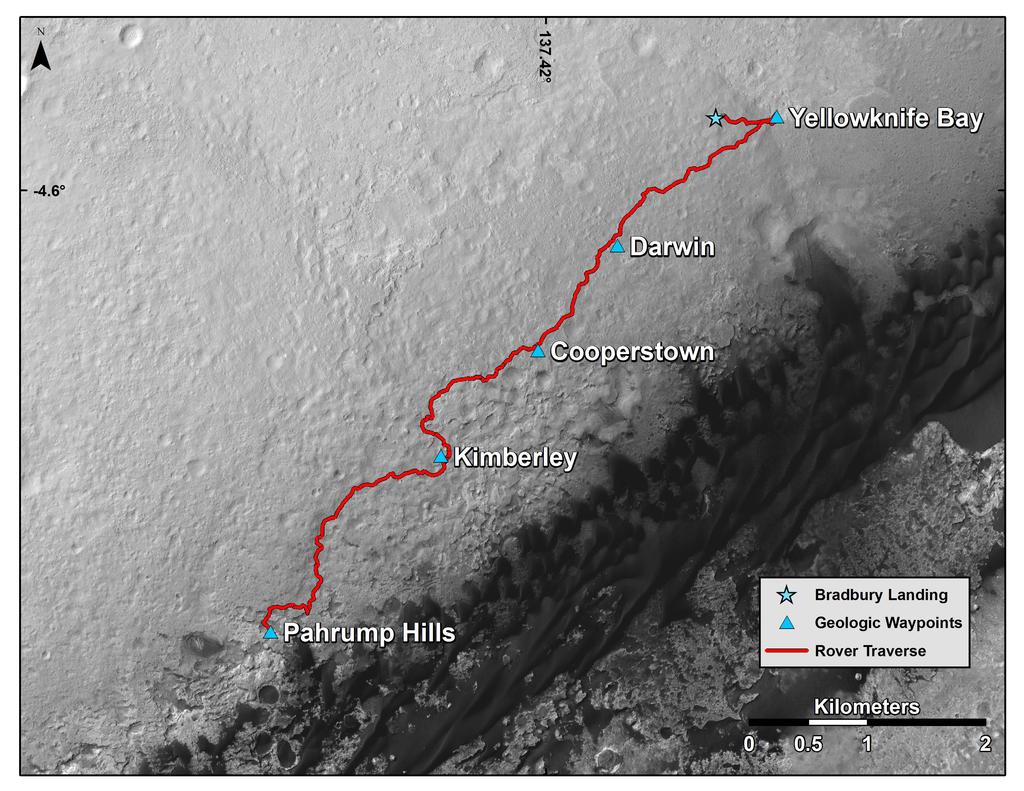 N
137.42°
Yellowknife Bay
-4.6°
Darwin
Cooperstown
Kimberley
Pahrump Hills
Bradbury Landing
Geologic Waypoints
Rover Traverse
Kilometers
0 0.5 1 2